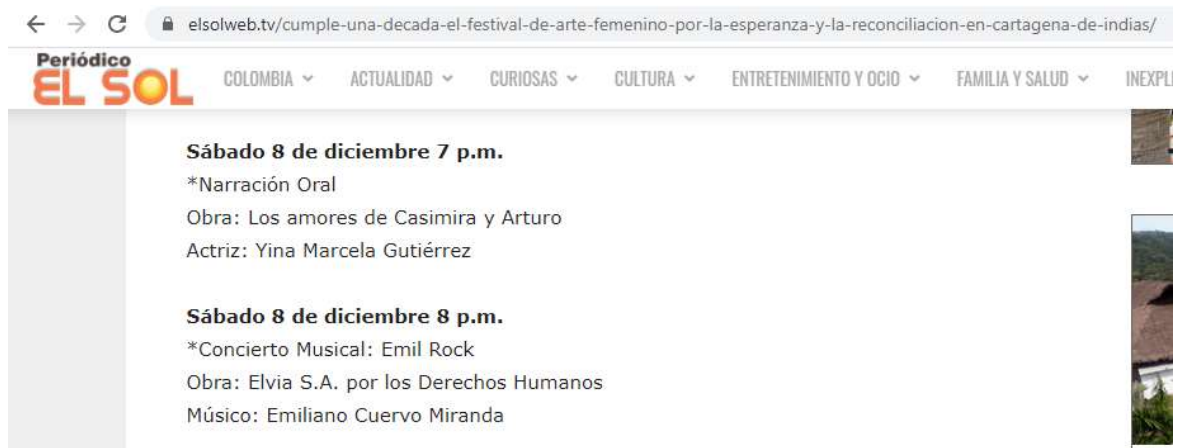 elsolweb.tv/cumple-una-decada-el-festival-de-arte-femenino-por-la-esperanza-y-la-reconciliacion-en-cartagena-de-indias/
Periódico
EL SOL
COLOMBIA ACTUALIDAD CURIOSAS CULTURA ENTRETENIMIENTO Y OCIO FAMILIA Y SALUD
Sábado 8 de diciembre 7 p.m.
*Narración Oral
Obra: Los amores de Casimira y Arturo
Actriz: Yina Marcela Gutiérrez
Sábado 8 de diciembre 8 p.m.
*Concierto Musical: Emil Rock
Obra: Elvia S.A. por los Derechos Humanos
Músico: Emiliano Cuervo Miranda